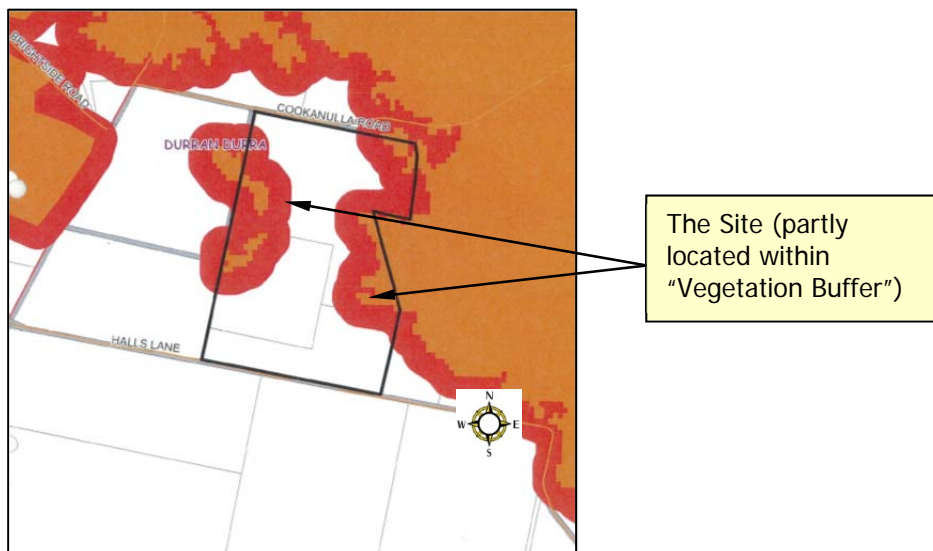 BRIGHTSIDE ROAD
COOKANULLA ROAD
DURRAN DURRA
HALLS LANE
N
W
E
S
The Site (partly
located within
“Vegetation Buffer”)